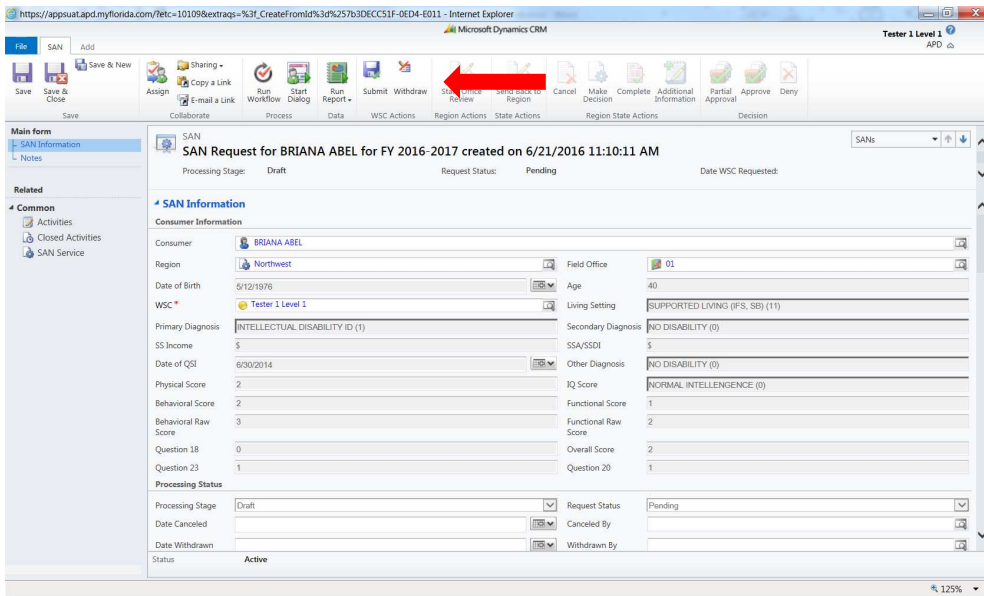 https://appsuat.apd.myflorida.com/?etc=10109&extraqs=%3f_CreateFromId%3d%257b3DECC51F-0ED4-E011 - Internet Explorer
Microsoft Dynamics CRM
Tester 1 Level 1
APD
File SAN Add
Save
Save & Close
Save & New
Assign
Sharing
Copy a Link
E-mail a Link
Run Workflow
Start Dialog
Run Report
Submit
Withdraw
Office Review
Send Back to Region
Cancel
Make Decision
Complete
Additional Information
Partial Approval
Approve
Deny
Save Collaborate Process Data WSC Actions Region Actions State Actions Region State Actions Decision
Main form
SAN Information
Notes
Related
Common
Activities
Closed Activities
SAN Service
SAN
SAN Request for BRIANA ABEL for FY 2016-2017 created on 6/21/2016 11:10:11 AM
SANs
Processing Stage: Draft Request Status: Pending Date WSC Requested:
SAN Information
Consumer Information
Consumer BRIANA ABEL
Region Northwest Field Office 01
Date of Birth 5/12/1976 Age 40
WSC * Tester 1 Level 1 Living Setting SUPPORTED LIVING (IFS, SB) (11)
Primary Diagnosis INTELLECTUAL DISABILITY ID (1) Secondary Diagnosis NO DISABILITY (0)
SS Income $ SSA/SSDI $
Date of QSI 6/30/2014 Other Diagnosis NO DISABILITY (0)
Physical Score 2 IQ Score NORMAL INTELLENGENCE (0)
Behavioral Score 2 Functional Score 1
Behavioral Raw Score 3 Functional Raw Score 2
Question 18 0 Overall Score 2
Question 23 1 Question 20 1
Processing Status
Processing Stage Draft Request Status Pending
Date Canceled Canceled By
Date Withdrawn Withdrawn By
Status Active
125%